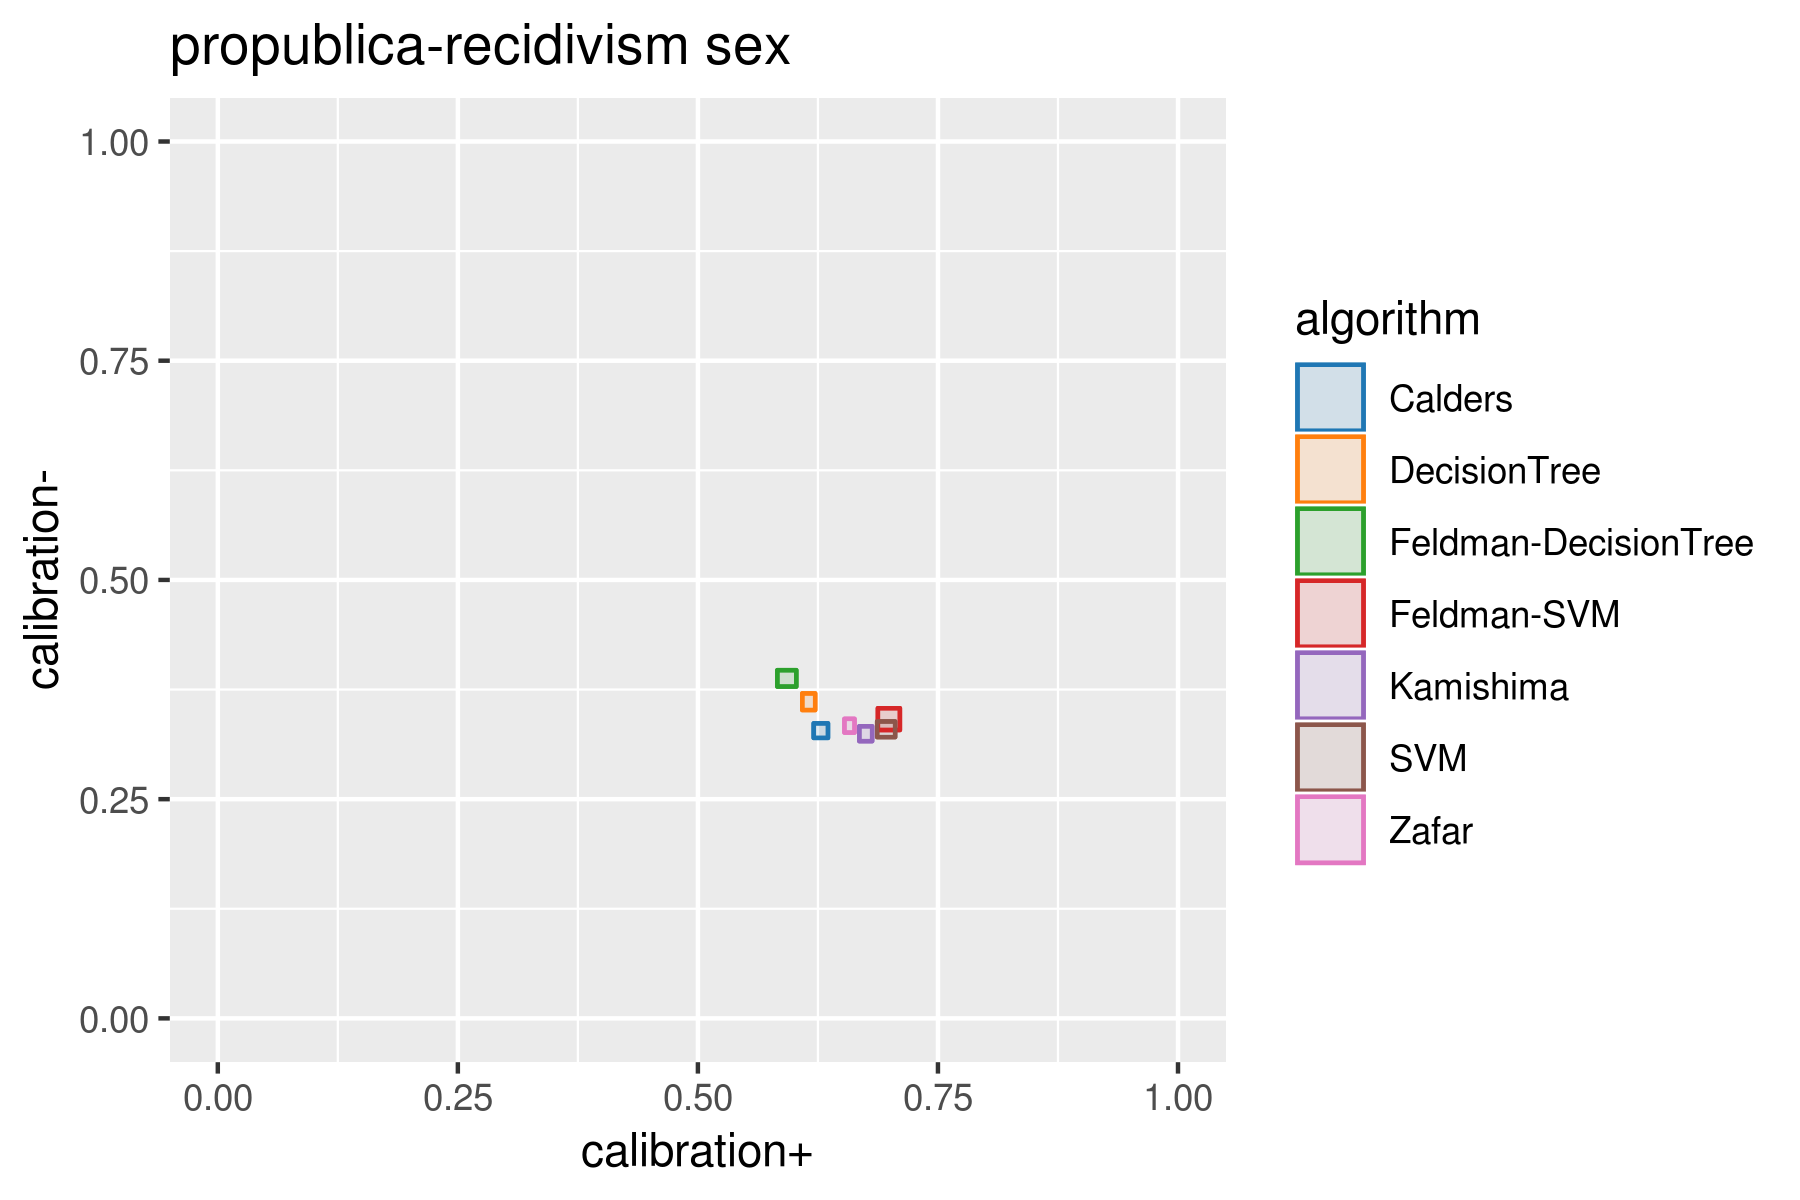 propublica-recidivism sex
calibration-
1.00
0.75
0.50
0.25
0.00
0.00 0.25 0.50 0.75 1.00
calibration+
algorithm
Calders
DecisionTree
Feldman-DecisionTree
Feldman-SVM
Kamishima
SVM
Zafar